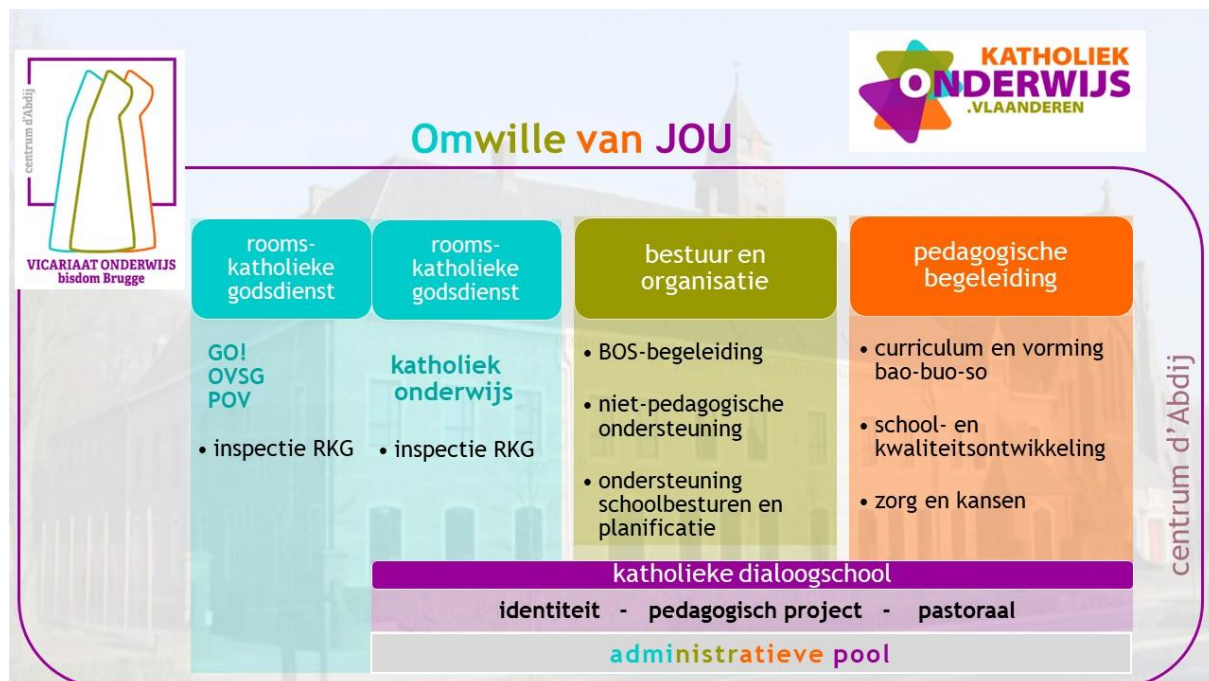 centrum d'Abdij
VICARIAAT ONDERWIJS
bisdom Brugge
KATHOLIEK
ONDERWIJS
.VLAANDEREN
Omwille van JOU
rooms-
katholieke
godsdienst
GO!
OVSG
POV
• inspectie RKG
rooms-
katholieke
godsdienst
katholiek
onderwijs
• inspectie RKG
bestuur en
organisatie
• BOS-begeleiding
• niet-pedagogische
ondersteuning
• ondersteuning
schoolbesturen en
planificatie
pedagogische
begeleiding
• curriculum en vorming
bao-buo-so
• school- en
kwaliteitsontwikkeling
• zorg en kansen
katholieke dialoogschool
identiteit - pedagogisch project - pastoraal
administratieve pool
centrum d'Abdij